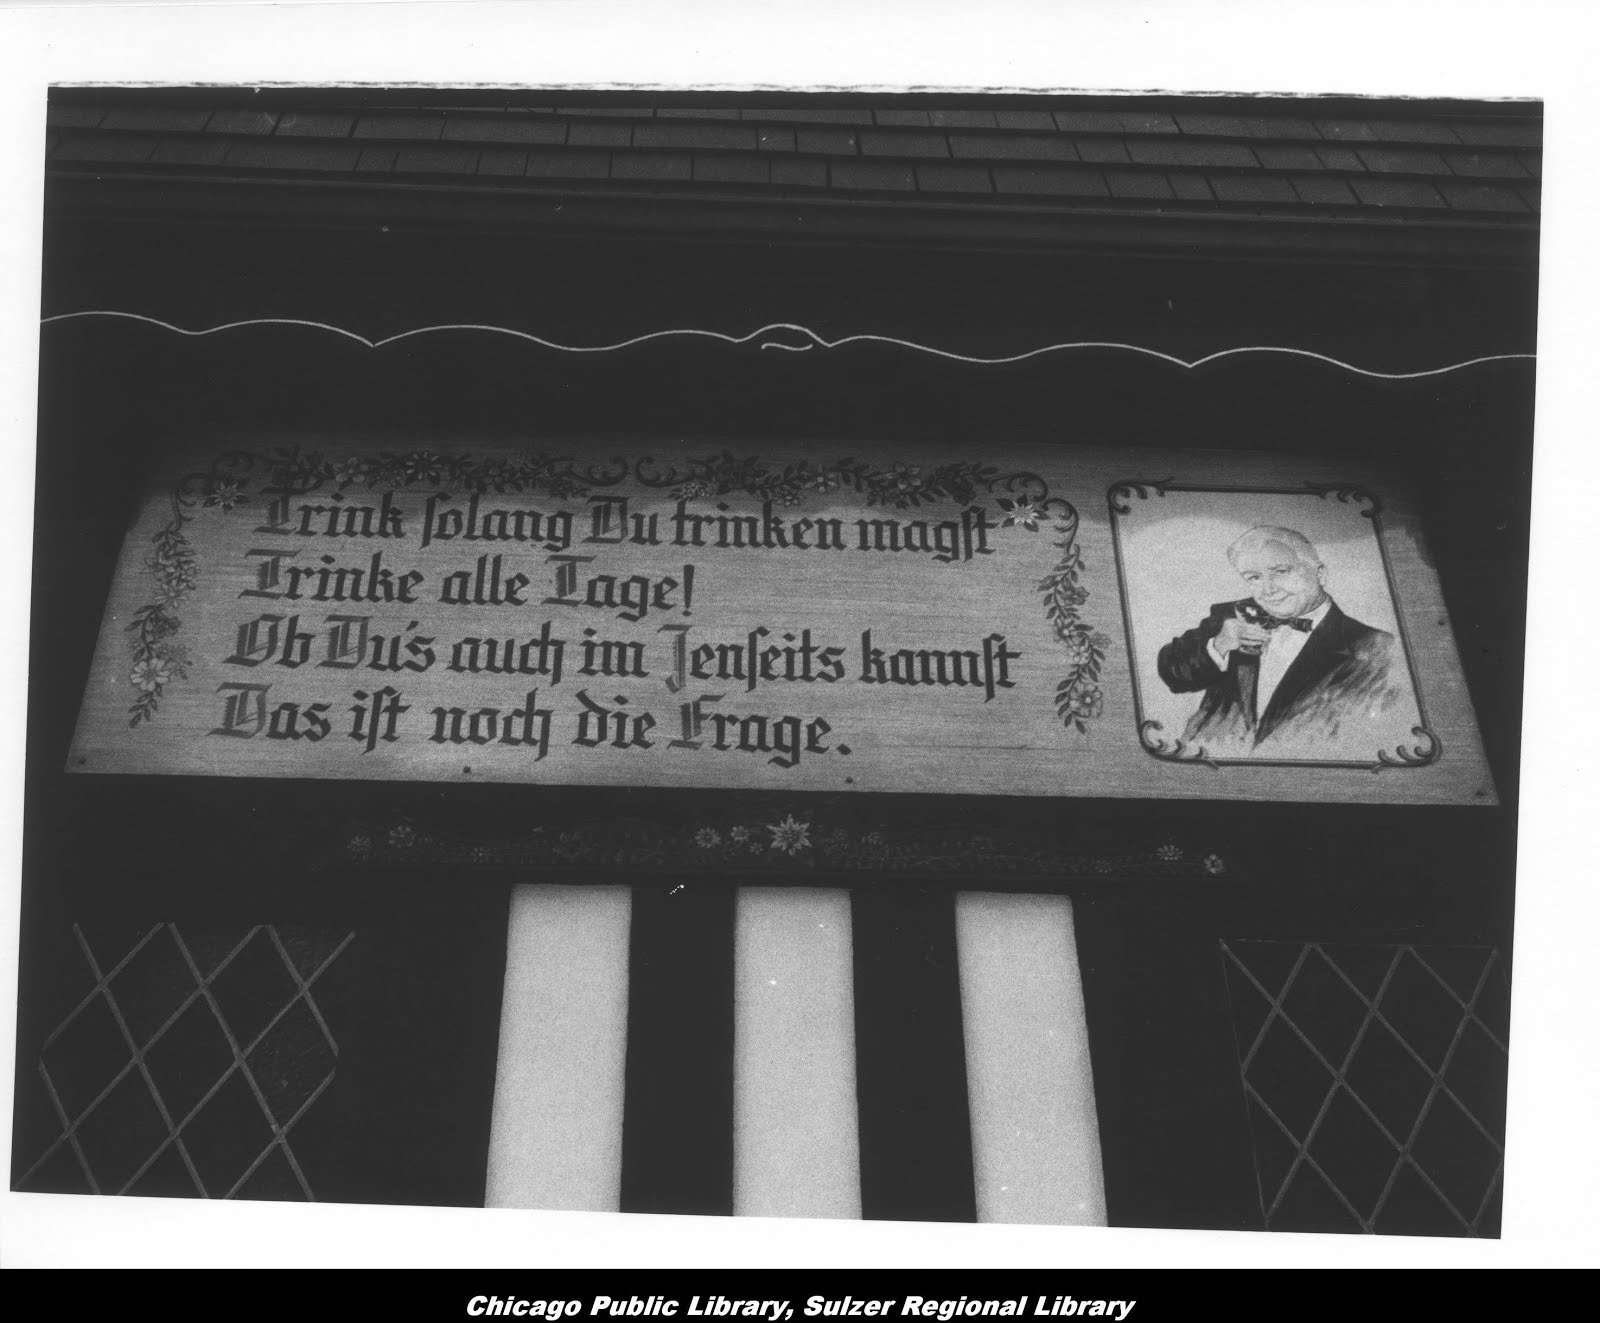 Trink ſolang Du trinken magſt
Trinke alle Tage!
Ob Du's auch im Jenſeits kannſt
Das iſt noch die Frage.
Chicago Public Library, Sulzer Regional Library